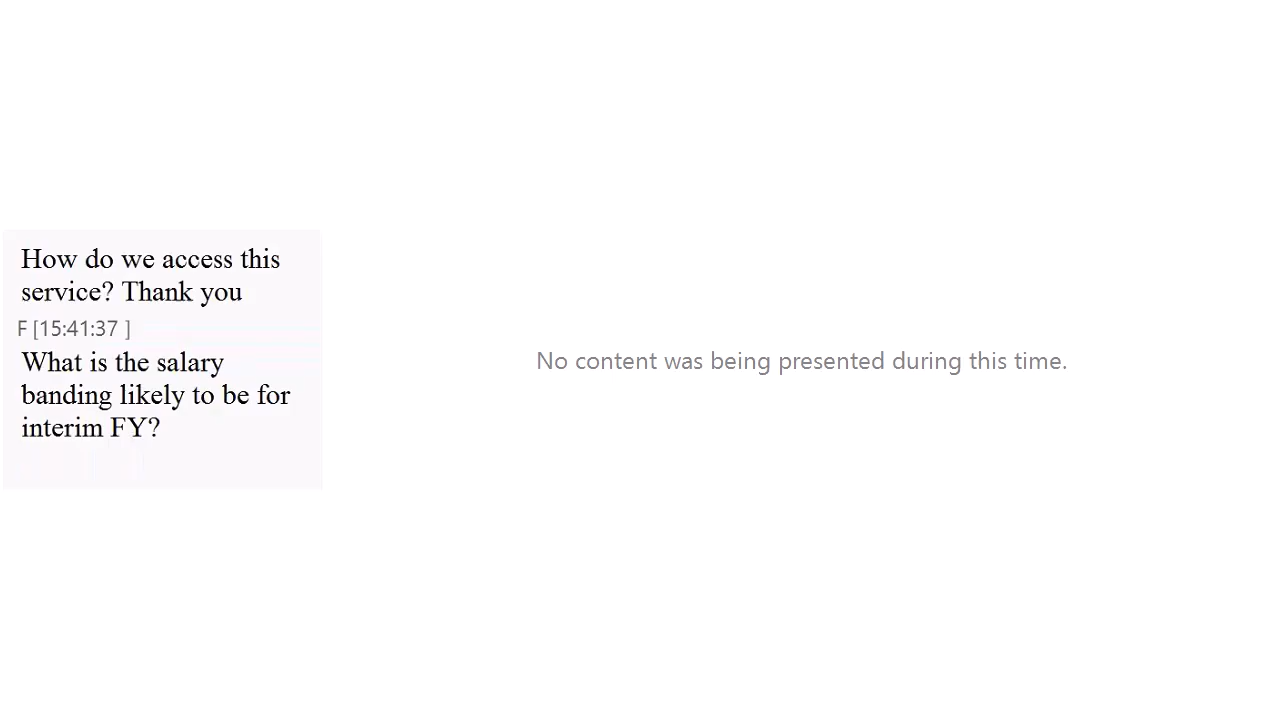 How do we access this
service? Thank you
F [15:41:37 ]
What is the salary
banding likely to be for
interim FY?
No content was being presented during this time.